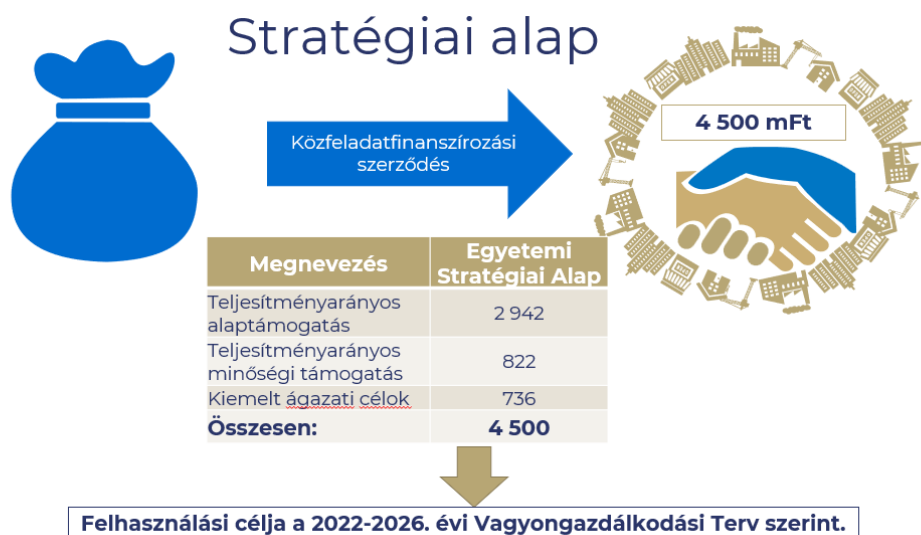 Stratégiai alap
Közfeladatfinanszírozási
szerződés
4 500 mFt
Megnevezés
Egyetemi
Stratégiai Alap
Teljesítményarányos
alaptámogatás
2 942
Teljesítményarányos
minőségi támogatás
822
Kiemelt ágazati célok
736
Összesen:
4 500
Felhasználási célja a 2022-2026. évi Vagyongazdálkodási Terv szerint.